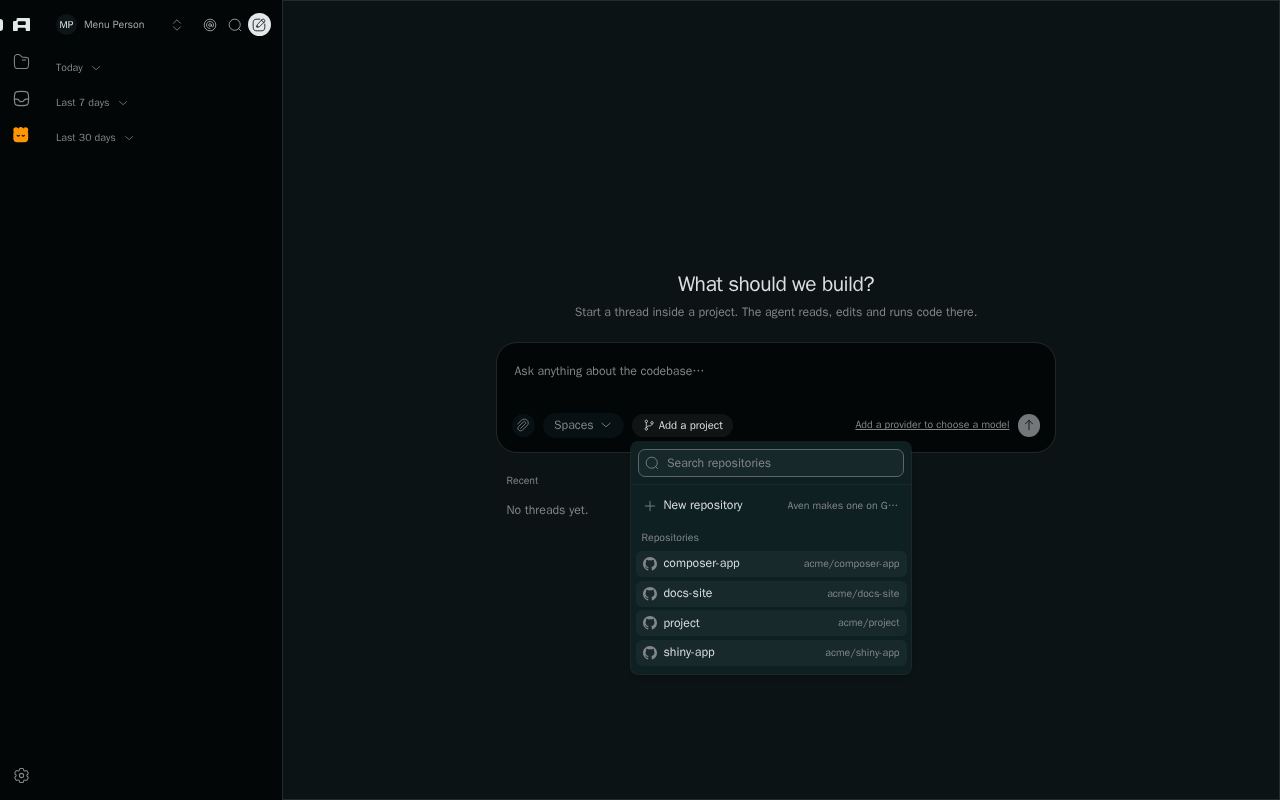 MP Menu Person
Today
Last 7 days
Last 30 days
What should we build?
Start a thread inside a project. The agent reads, edits and runs code there.
Ask anything about the codebase···
Spaces
Add a project
Add a provider to choose a model
Search repositories
Recent
No threads yet.
New repository
Aven makes one on G···
Repositories
composer-app
acme/composer-app
docs-site
acme/docs-site
project
acme/project
shiny-app
acme/shiny-app